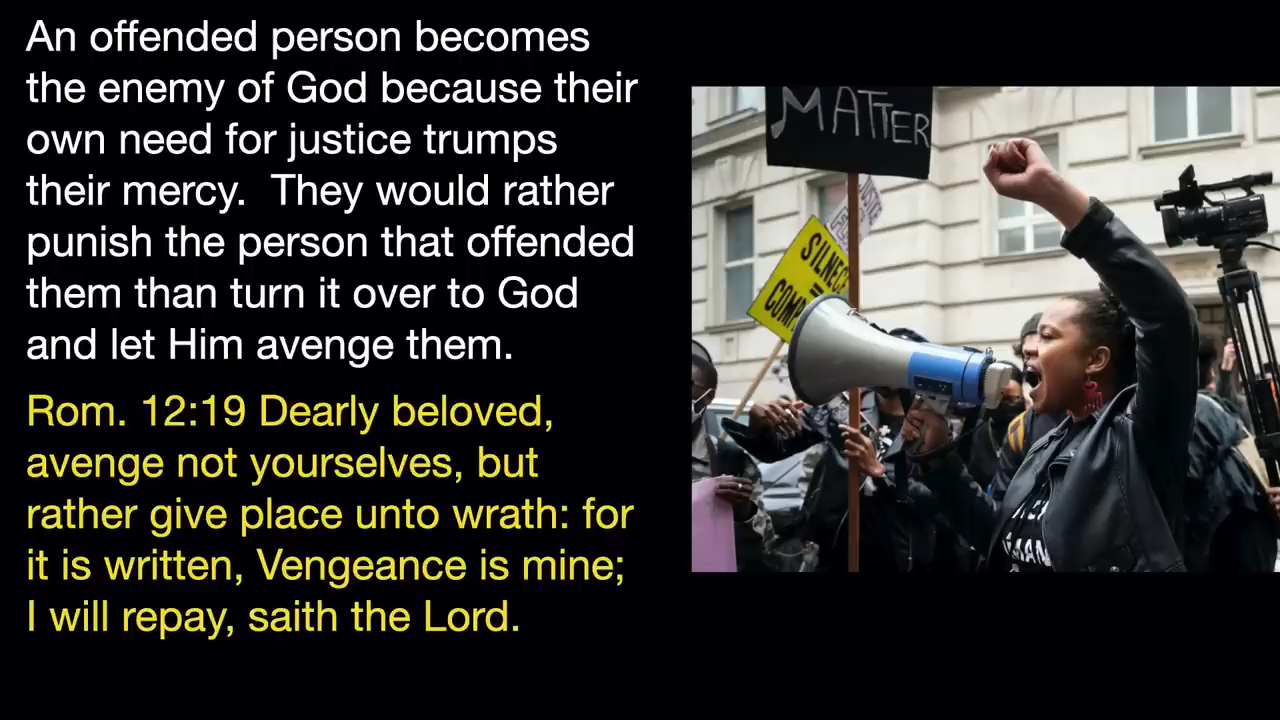 An offended person becomes
the enemy of God because their
own need for justice trumps
their mercy.  They would rather
punish the person that offended
them than turn it over to God
and let Him avenge them.
Rom. 12:19 Dearly beloved,
avenge not yourselves, but
rather give place unto wrath: for
it is written, Vengeance is mine;
I will repay, saith the Lord.
MATTER